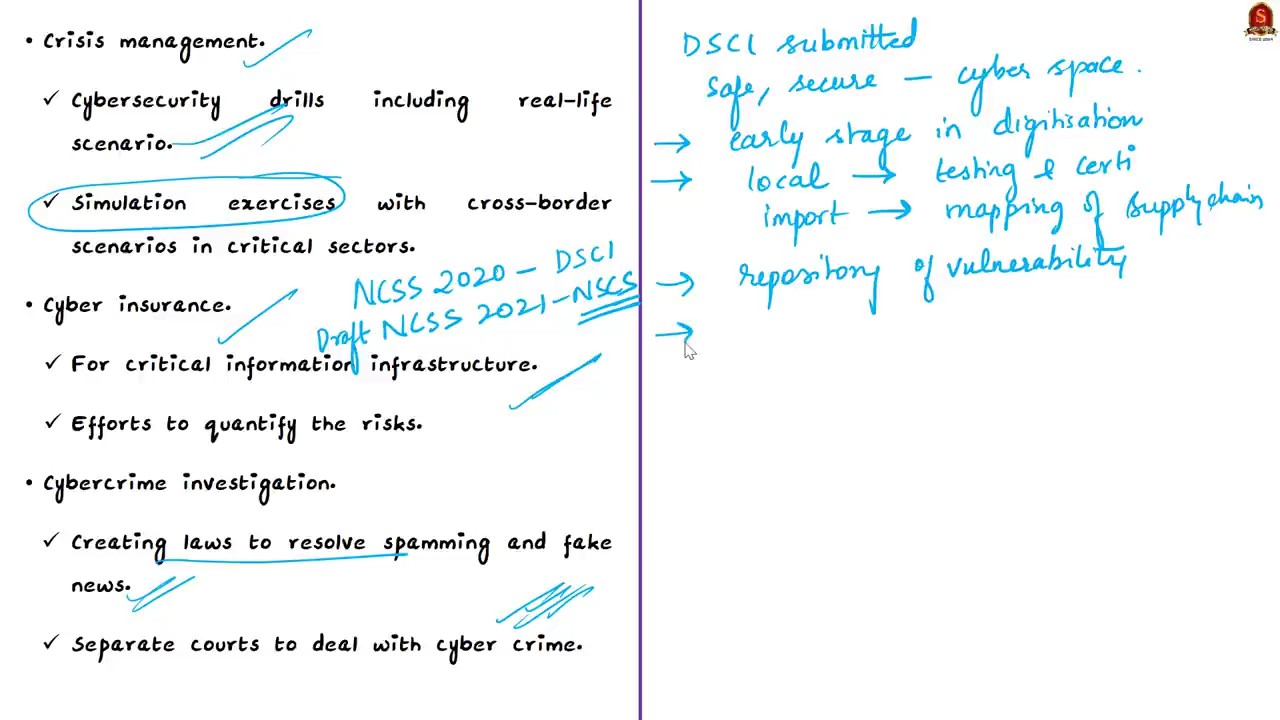 • Crisis management.
✓ Cybersecurity drills including real-life
scenario.
✓ Simulation exercises with cross-border
scenarios in critical sectors.
• Cyber insurance.
NCSS 2020 – DSCI
Draft NCSS 2021 – NSCS
✓ For critical information infrastructure.
✓ Efforts to quantify the risks.
• Cybercrime investigation.
✓ Creating laws to resolve spamming and fake
news.
✓ Separate courts to deal with cyber crime.
DSCI submitted
Safe, secure – cyber space.
→ early stage in digitisation
→ local → testing & certi
import → mapping of supply chain
→ repository of vulnerability
→
S